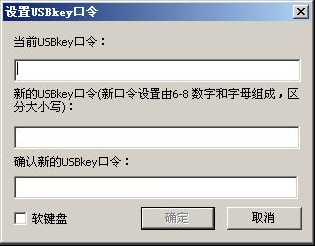 设置USBkey口令
当前USBkey口令：
新的USBkey口令(新口令设置由6-8 数字和字母组成，区
分大小写)：
确认新的USBkey口令：
软键盘
确定
取消